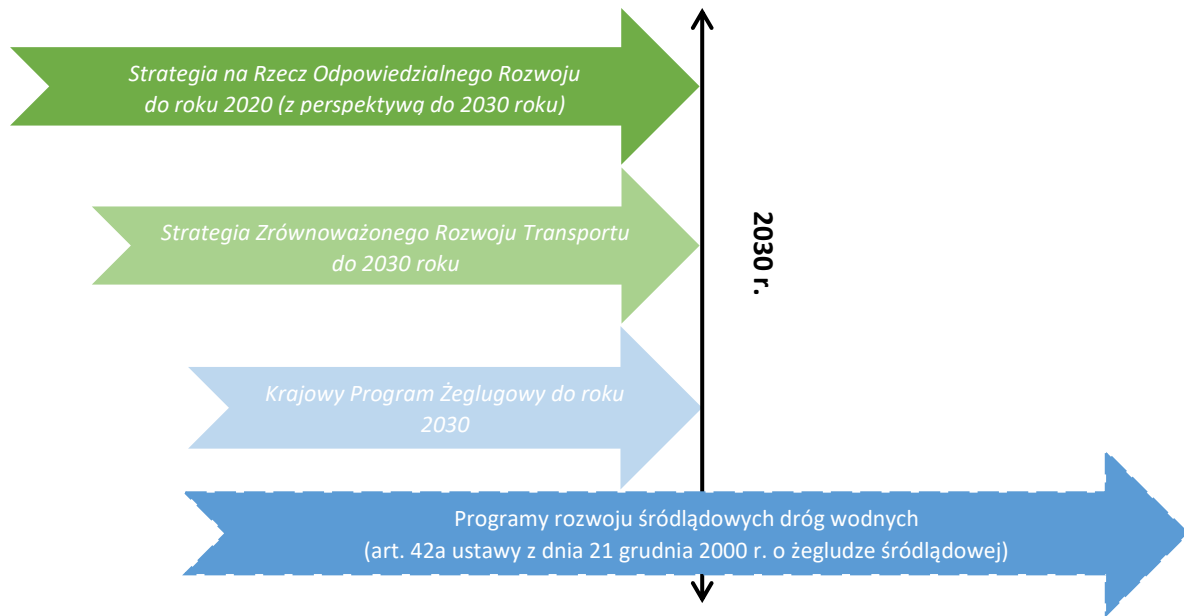 Strategia na Rzecz Odpowiedzialnego Rozwoju
do roku 2020 (z perspektywą do 2030 roku)
Strategia Zrównoważonego Rozwoju Transportu
do 2030 roku
2030 r.
Krajowy Program Żeglugowy do roku
2030
Programy rozwoju śródlądowych dróg wodnych
(art. 42a ustawy z dnia 21 grudnia 2000 r. o żegludze śródlądowej)